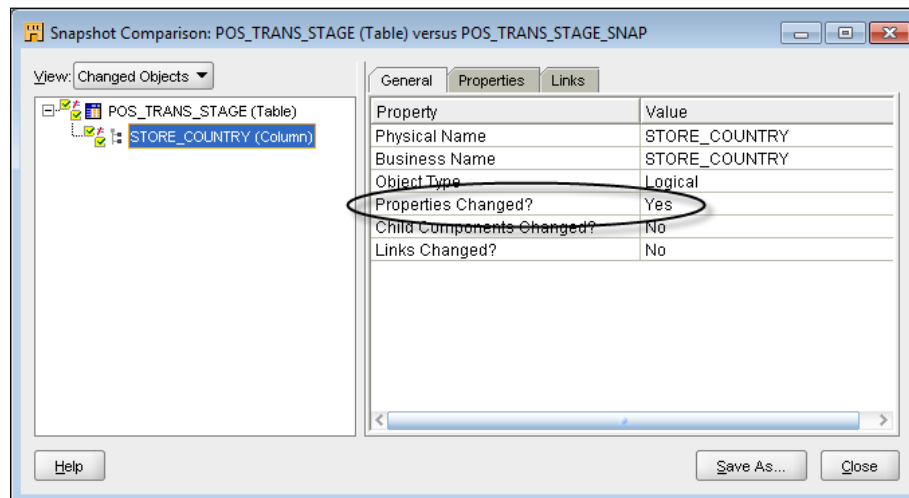 Snapshot Comparison: POS_TRANS_STAGE (Table) versus POS_TRANS_STAGE_SNAP
View: Changed Objects
POS_TRANS_STAGE (Table)
STORE_COUNTRY (Column)
General Properties Links
Property Value
Physical Name STORE_COUNTRY
Business Name STORE_COUNTRY
Object Type Logical
Properties Changed? Yes
Child Components Changed? No
Links Changed? No
Help Save As... Close